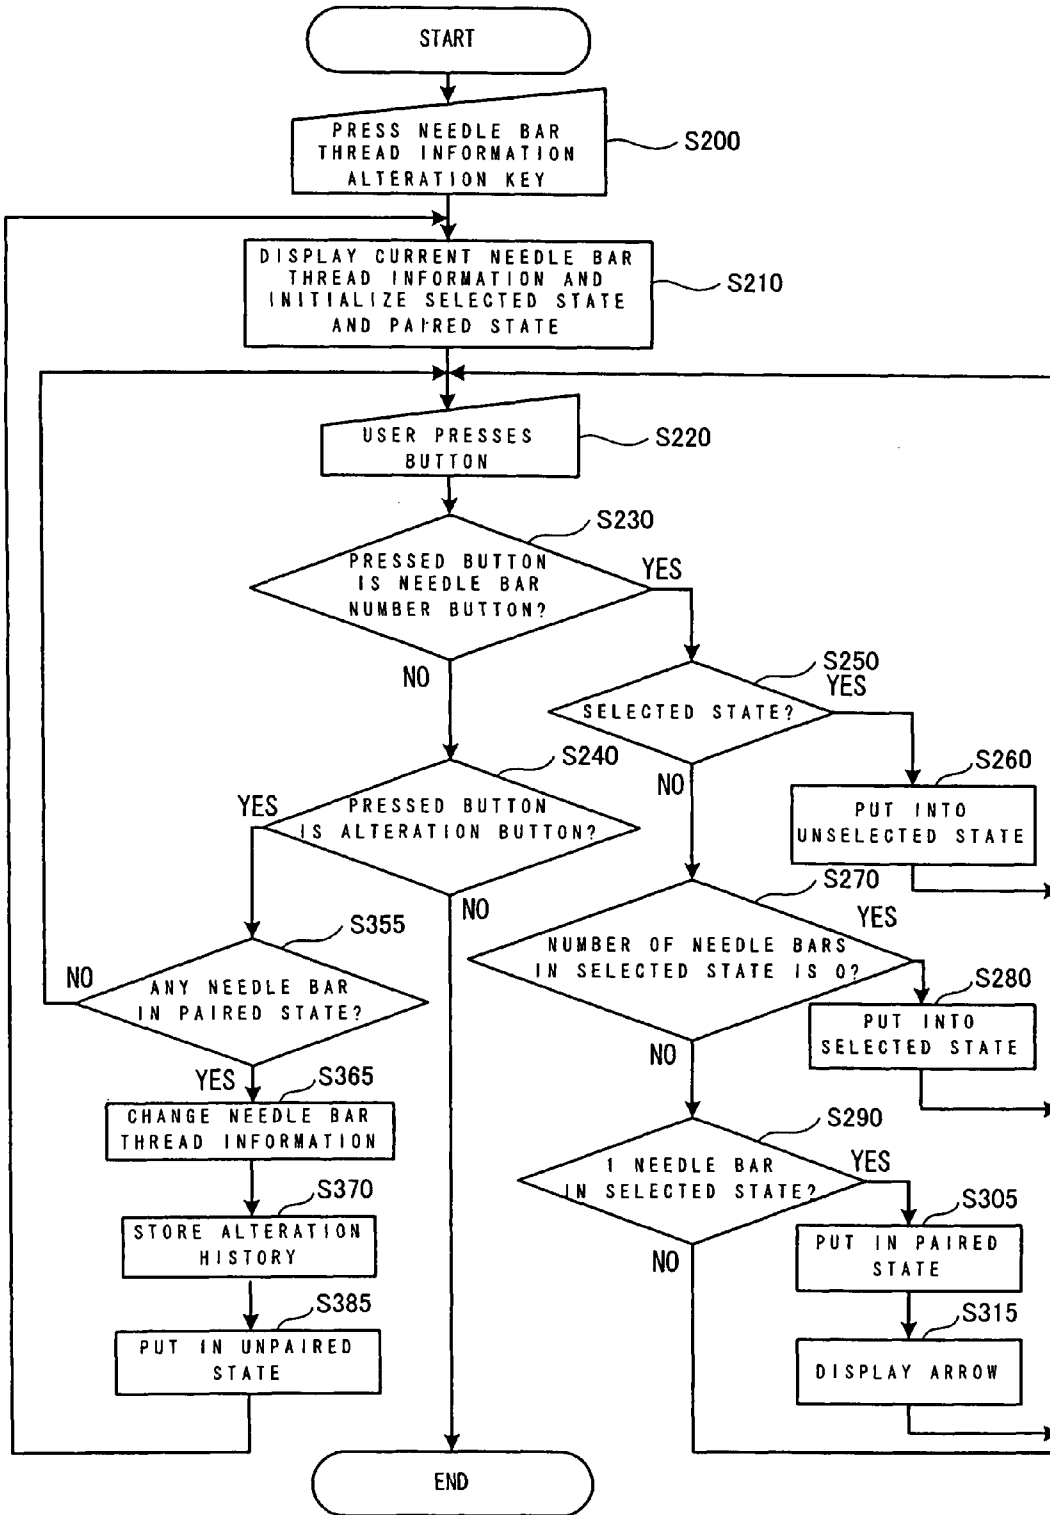 START
PRESS NEEDLE BAR
THREAD INFORMATION
ALTERATION KEY
S200
DISPLAY CURRENT NEEDLE BAR
THREAD INFORMATION AND
INITIALIZE SELECTED STATE
AND PAIRED STATE
S210
USER PRESSES
BUTTON
S220
S230
PRESSED BUTTON
IS NEEDLE BAR
NUMBER BUTTON?
YES
NO
S250
SELECTED STATE?
YES
NO
S240
PRESSED BUTTON
IS ALTERATION BUTTON?
YES
NO
S260
PUT INTO
UNSELECTED STATE
S270
NUMBER OF NEEDLE BARS
IN SELECTED STATE IS 0?
YES
NO
S355
ANY NEEDLE BAR
IN PAIRED STATE?
NO
YES
S280
PUT INTO
SELECTED STATE
S365
CHANGE NEEDLE BAR
THREAD INFORMATION
S290
1 NEEDLE BAR
IN SELECTED STATE?
YES
NO
S370
STORE ALTERATION
HISTORY
S305
PUT IN PAIRED
STATE
S385
PUT IN UNPAIRED
STATE
S315
DISPLAY ARROW
END